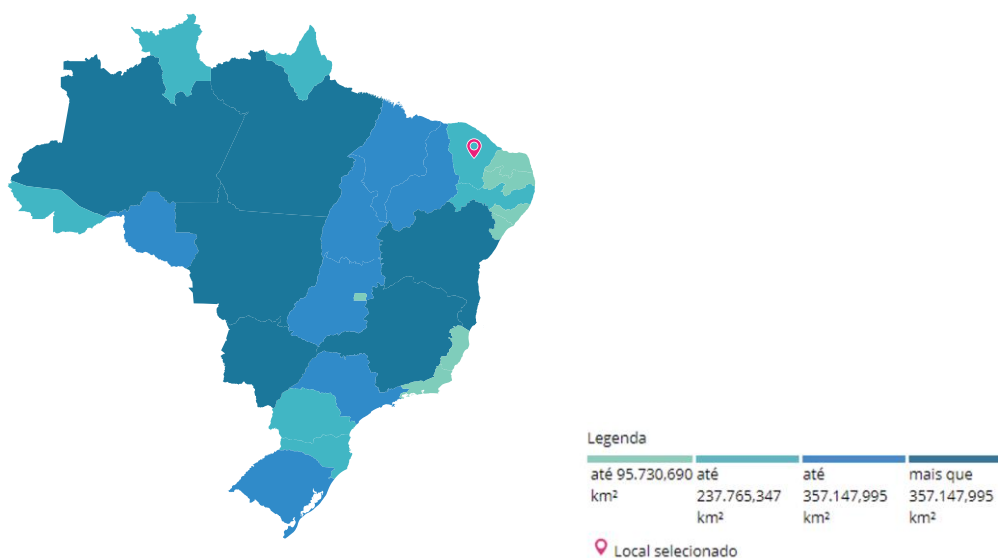 Legenda
até 95.730,690 km²
até 237.765,347 km²
até 357.147,995 km²
mais que 357.147,995 km²
Local selecionado